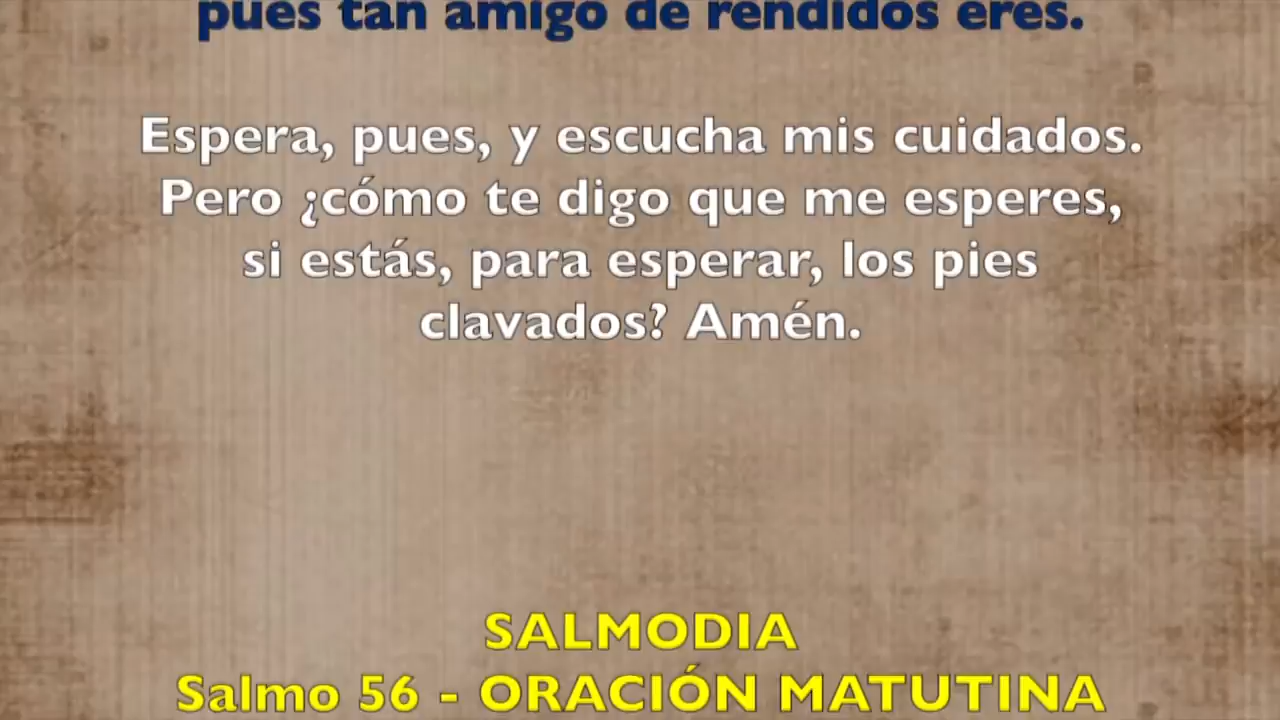 pues tan amigo de rendidos eres.
Espera, pues, y escucha mis cuidados.
Pero ¿cómo te digo que me esperes,
si estás, para esperar, los pies
clavados? Amén.
SALMODIA
Salmo 56 - ORACIÓN MATUTINA